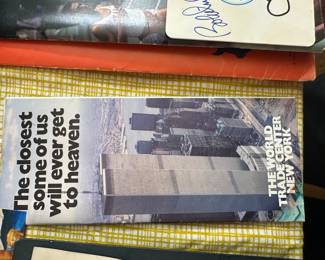 The closest
some of us
will ever get
to heaven.
THE WORLD
TRADE CENTER
NEW YORK